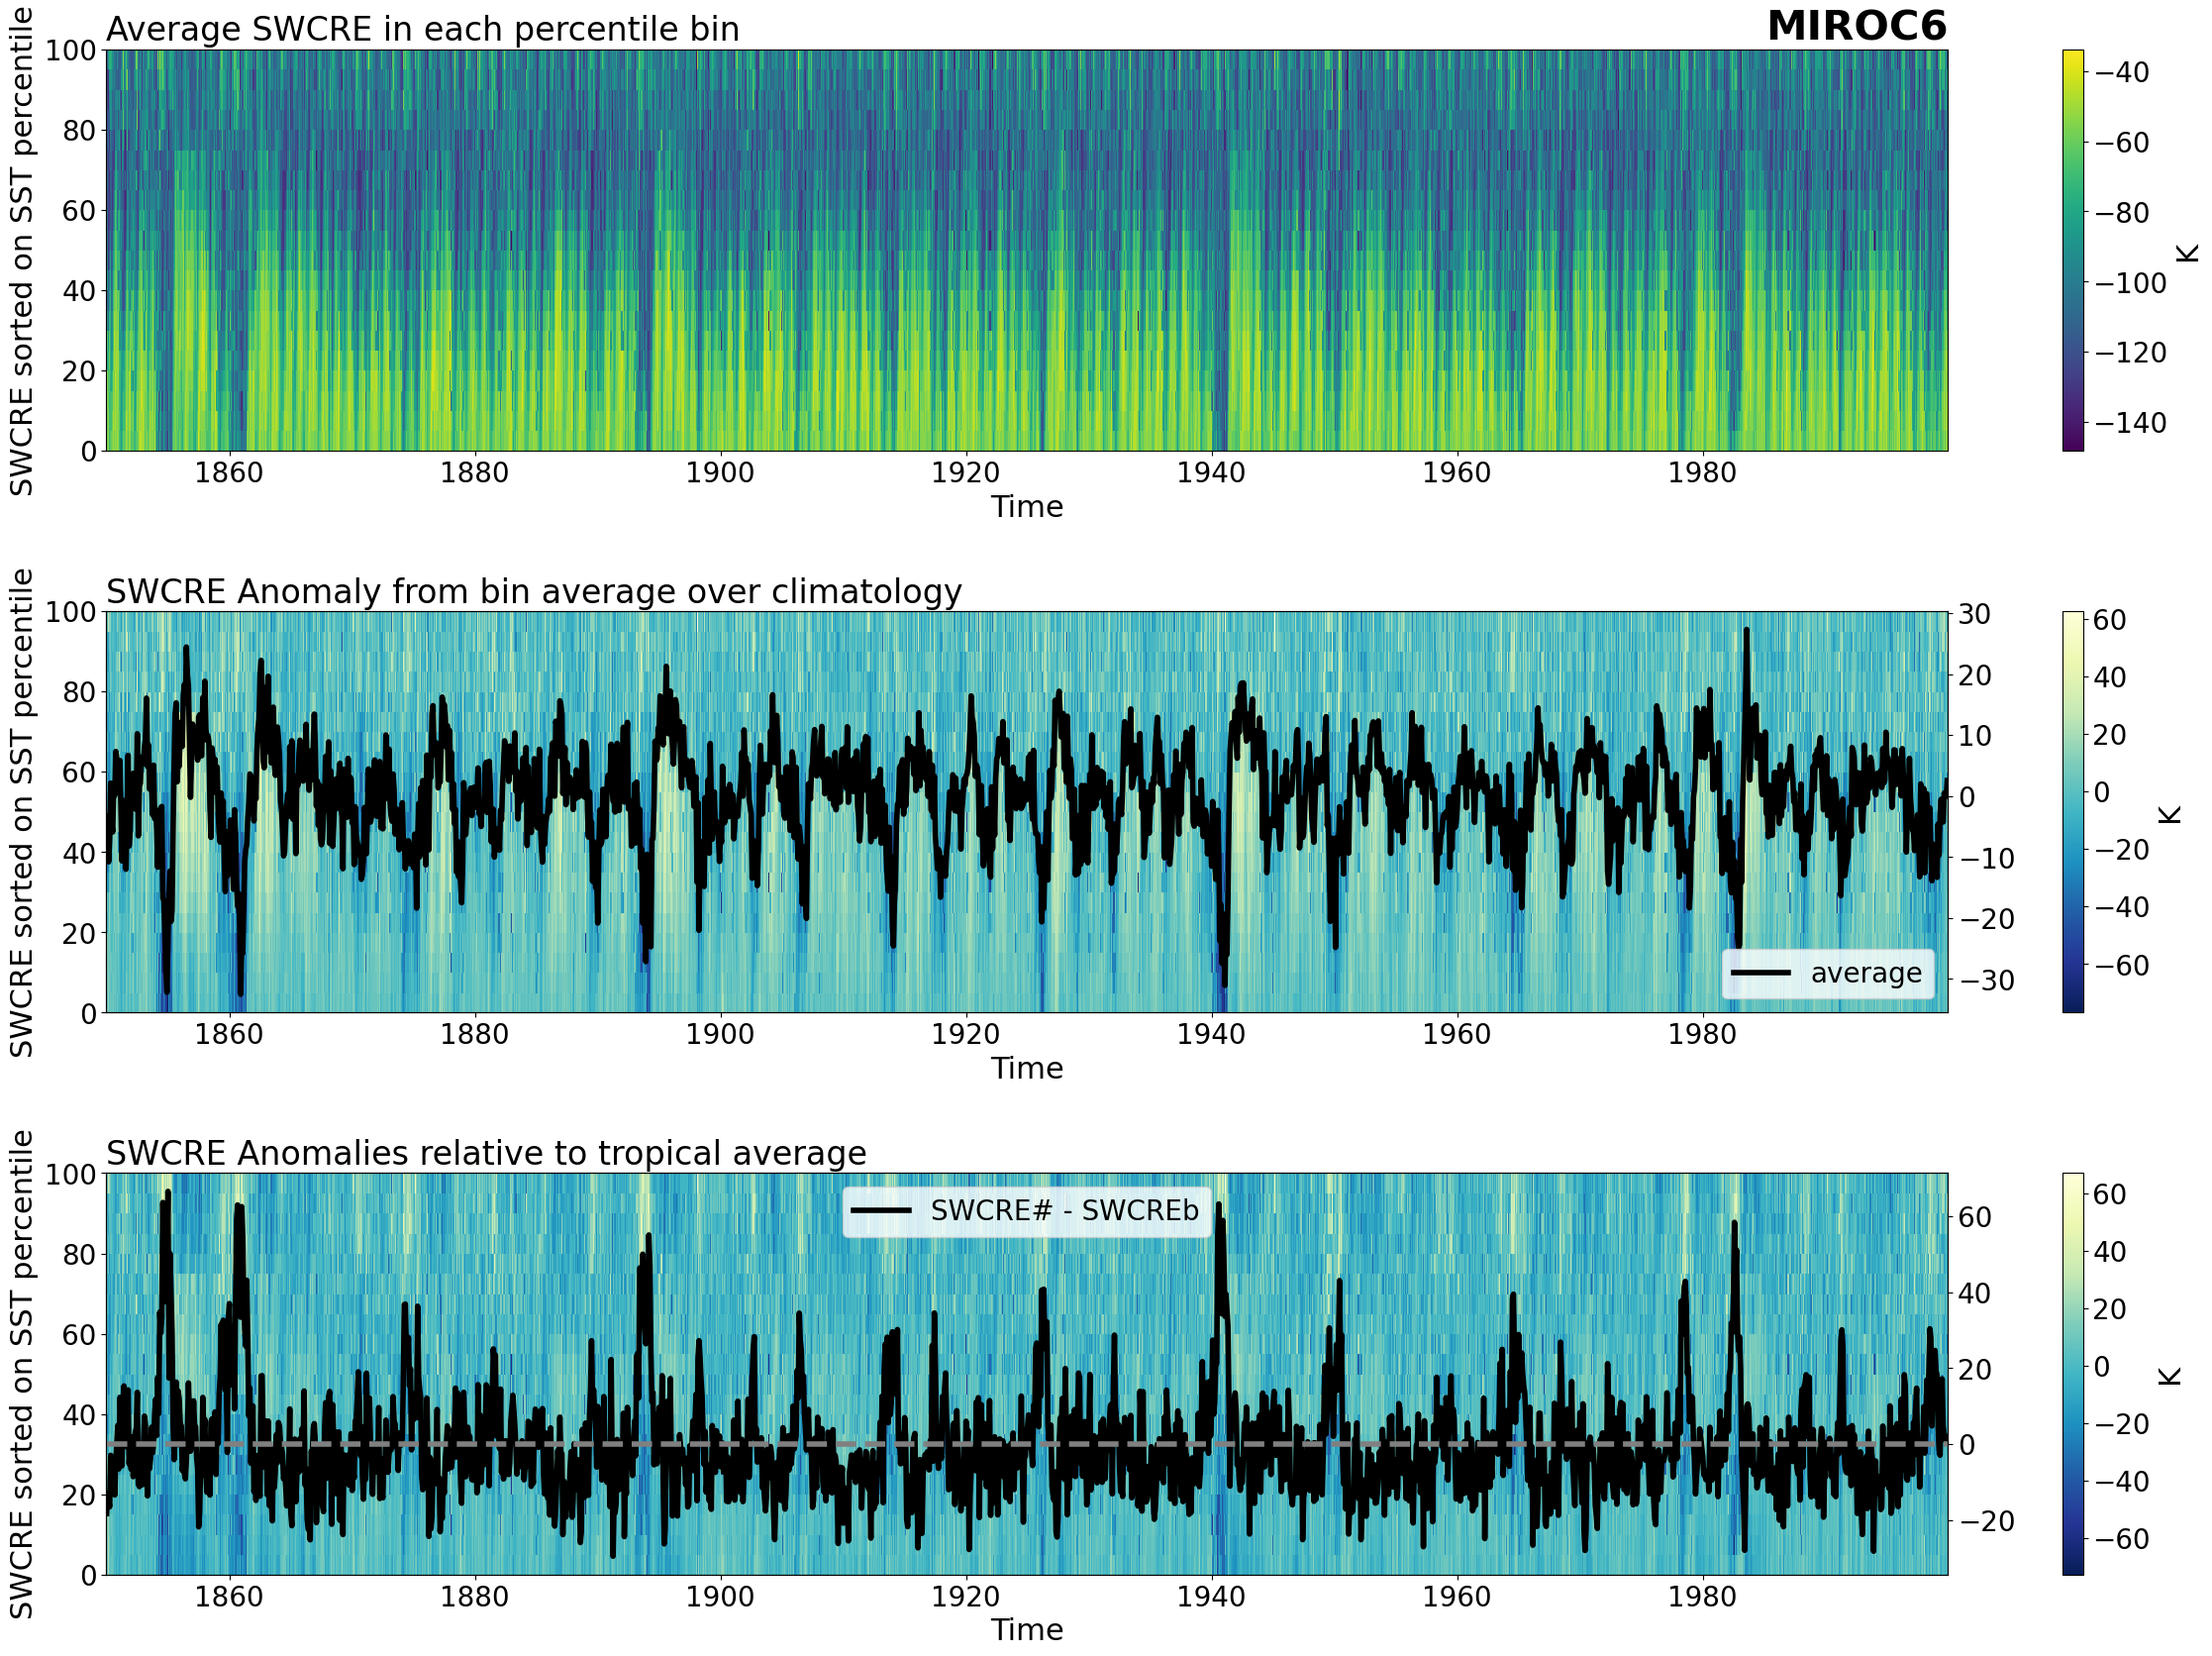 Average SWCRE in each percentile bin
MIROC6
SWCRE sorted on SST percentile
100
80
60
40
20
0
1860 1880 1900 1920 1940 1960 1980
Time
−40
−60
−80
−100
−120
−140
K
SWCRE Anomaly from bin average over climatology
SWCRE sorted on SST percentile
100
80
60
40
20
0
1860 1880 1900 1920 1940 1960 1980
Time
30
20
10
0
−10
−20
−30
average
60
40
20
0
−20
−40
−60
K
SWCRE Anomalies relative to tropical average
SWCRE sorted on SST percentile
100
80
60
40
20
0
1860 1880 1900 1920 1940 1960 1980
Time
SWCRE# - SWCREb
60
40
20
0
−20
60
40
20
0
−20
−40
−60
K